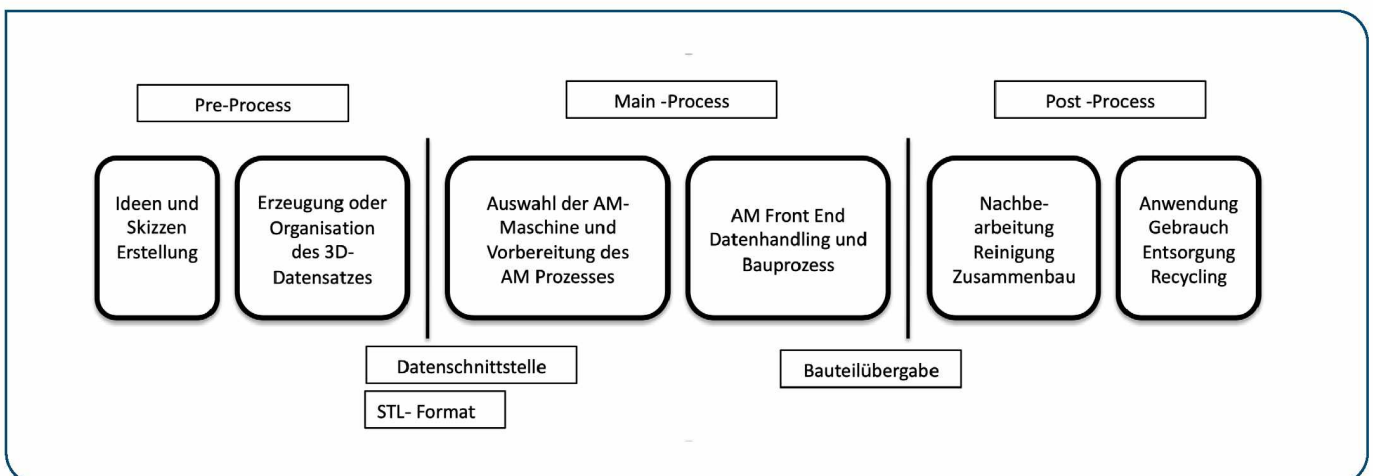 Pre-Process
Main -Process
Post -Process
Ideen und
Skizzen
Erstellung
Erzeugung oder
Organisation
des 3D-
Datensatzes
Auswahl der AM-
Maschine und
Vorbereitung des
AM Prozesses
AM Front End
Datenhandling und
Bauprozess
Nachbe-
arbeitung
Reinigung
Zusammenbau
Anwendung
Gebrauch
Entsorgung
Recycling
Datenschnittstelle
STL- Format
Bauteilübergabe